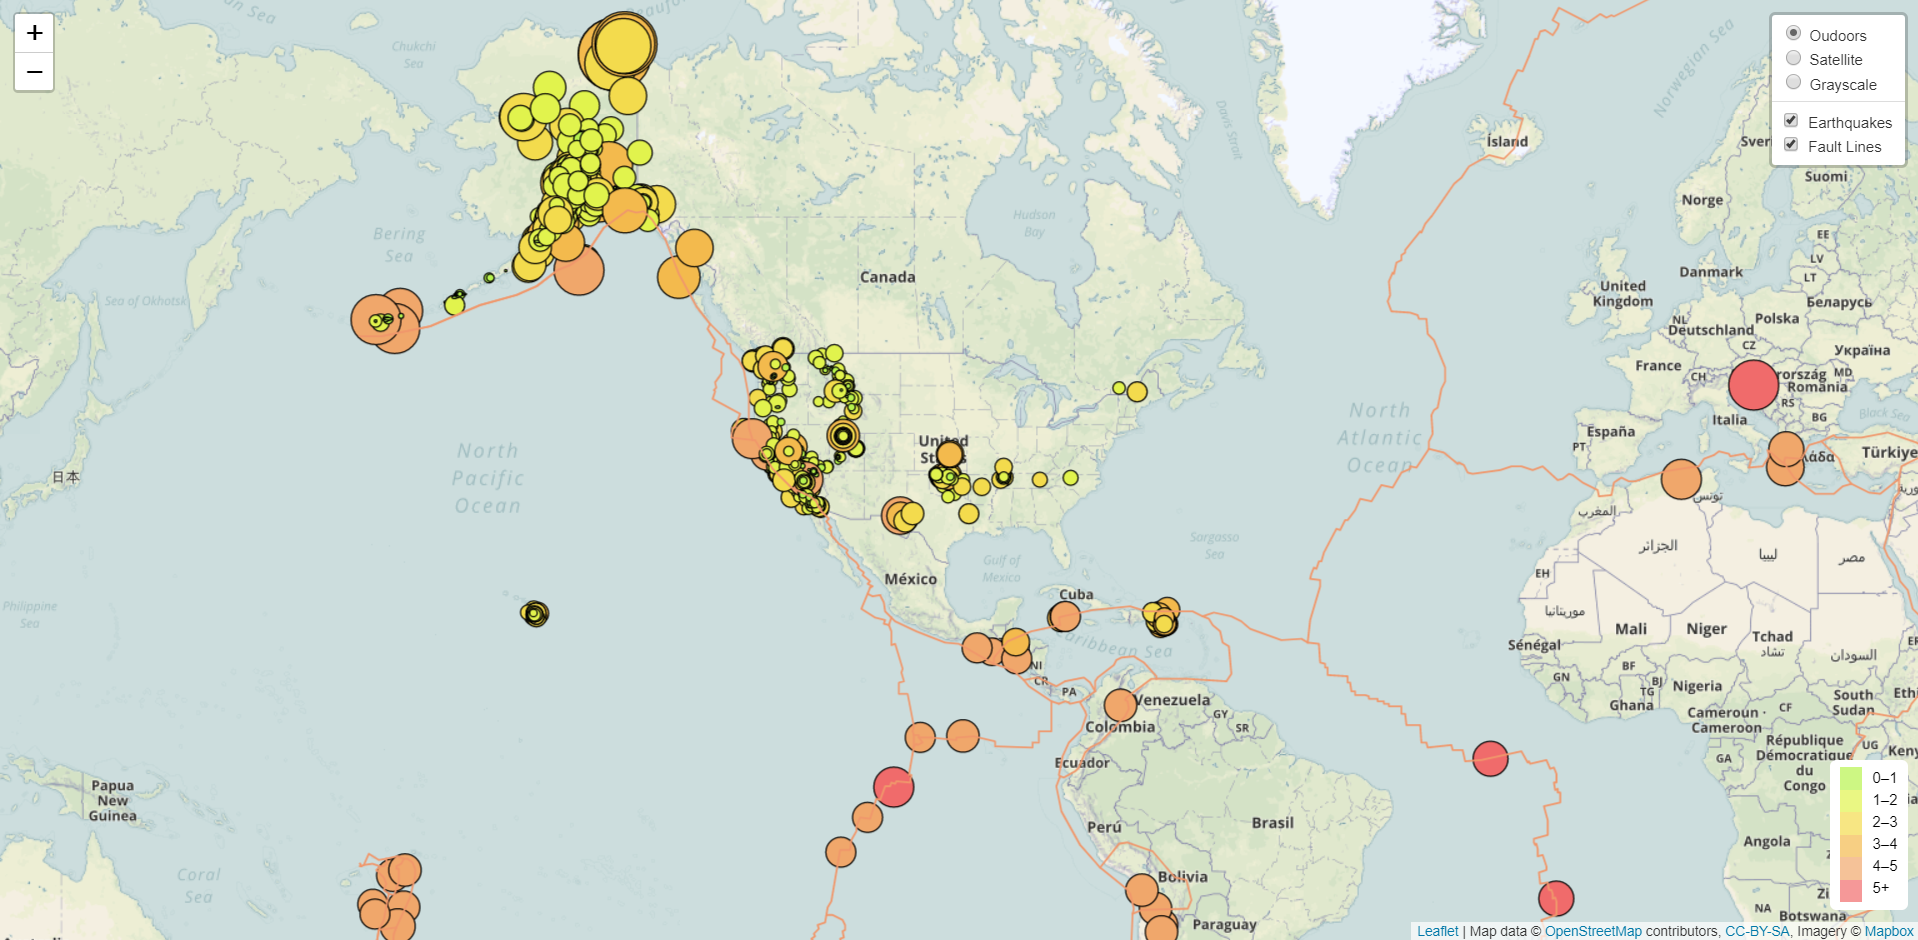 +
−
Oudoors
Satellite
Grayscale
Earthquakes
Fault Lines
Chukchi
Sea
Beaufor
Norwegian Sea
Davis Strait
Ísland
Sver
Suomi
Norge
Hudson
Bay
Bering
Sea
Sea of Okhotsk
Canada
EE
LV
LT
Danmark
United
Kingdom
Беларусь
NL
Polska
Deutschland
CZ
Україна
France
CH
rország
MD
România
RS
BG
Black Sea
Italia
España
PT
λάδα
Türkiye
تونس
المغرب
North
Atlantic
Ocean
North
Pacific
Ocean
日本
United
States
Sargasso
Sea
Gulf of
Mexico
México
Cuba
Caribbean Sea
Philippine
Sea
الجزائر
ليبيا
مصر
EH
موريتانيا
Mali
Niger
Tchad
تشاد
السودان
Sénégal
BF
GN
BJ
TG
Nigeria
Ghana
CF
South
Sudan
Ethi
Cameroun -
Cameroon
République
Démocratique
du
Congo
GA
UG
Keny
NI
CR
PA
Venezuela
GY
SR
Colombia
Ecuador
Perú
Brasil
Bolivia
Paraguay
Papua
New
Guinea
Coral
Sea
Angola
NA
Botswana
0–1
1–2
2–3
3–4
4–5
5+
Leaflet | Map data © OpenStreetMap contributors, CC-BY-SA, Imagery © Mapbox